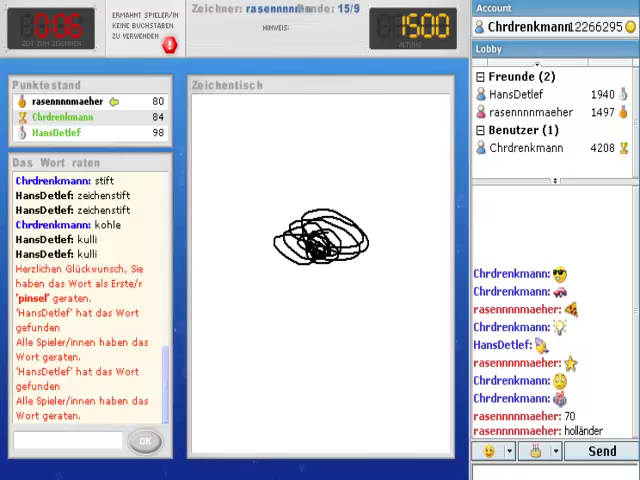 0:06
ZEIT ZUM ZEICHNEN
ERMAHNT SPIELER/IN
KEINE BUCHSTABEN
ZU VERWENDEN
Zeichner: rasennnn
15/9
HINWEIS:
1500
Account
Chrdrenkmann
12266295
Lobby
Freunde (2)
HansDetlef 1940
rasennnnmaeher 1497
Benutzer (1)
Chrdrenkmann 4208
Punktestand
rasennnnmaeher 80
Chrdrenkmann 84
HansDetlef 98
Zeichentisch
Das Wort raten
Chrdrenkmann: stift
HansDetlef: zeichenstift
HansDetlef: zeichenstift
Chrdrenkmann: kohle
HansDetlef: kulli
HansDetlef: kulli
Herzlichen Glückwunsch, Sie
haben das Wort als Erste/r
'pinsel' geraten.
'HansDetlef' hat das Wort
gefunden
Alle Spieler/innen haben das
Wort geraten.
'HansDetlef' hat das Wort
gefunden
Alle Spieler/innen haben das
Wort geraten.
OK
Chrdrenkmann:
Chrdrenkmann:
rasennnnmaeher:
Chrdrenkmann:
HansDetlef:
rasennnnmaeher:
Chrdrenkmann:
Chrdrenkmann:
rasennnnmaeher: 70
rasennnnmaeher: holländer
Send